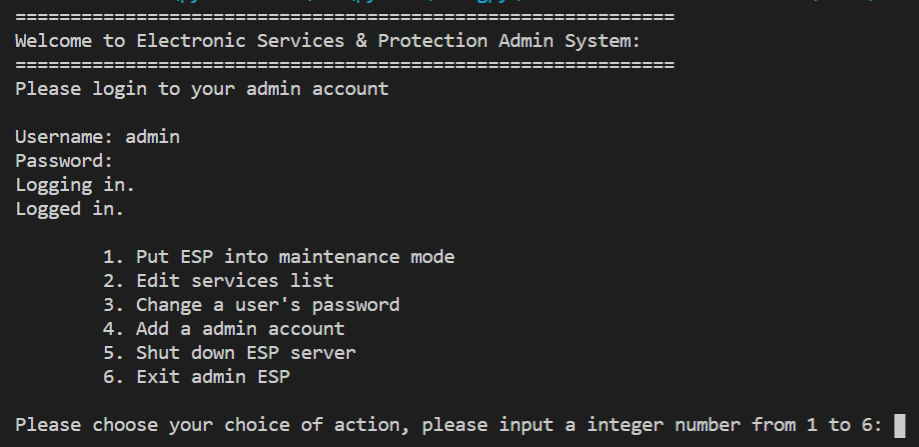 ============================================================
Welcome to Electronic Services & Protection Admin System:
============================================================
Please login to your admin account
Username: admin
Password:
Logging in.
Logged in.
1. Put ESP into maintenance mode
2. Edit services list
3. Change a user's password
4. Add a admin account
5. Shut down ESP server
6. Exit admin ESP
Please choose your choice of action, please input a integer number from 1 to 6: